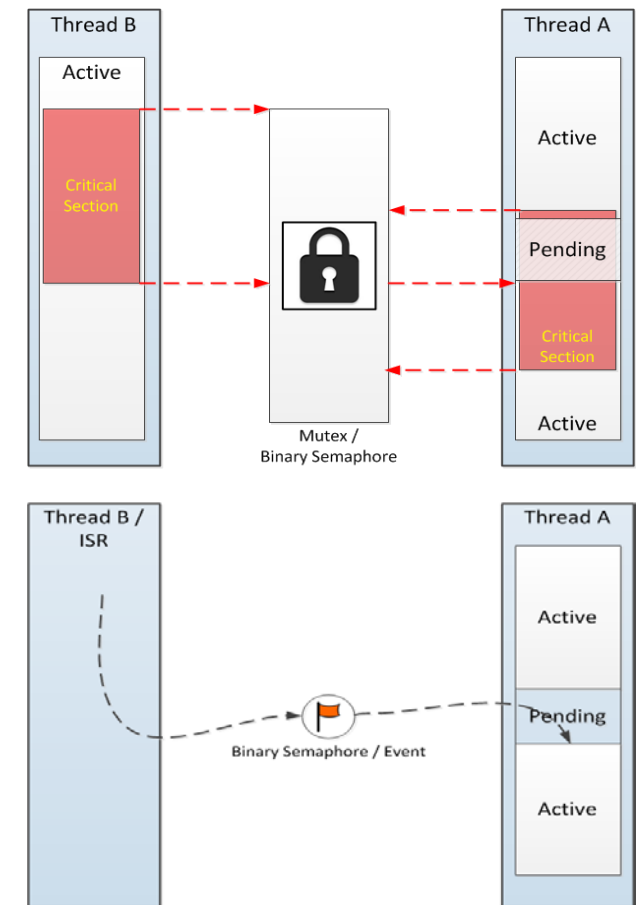 Thread B
Thread A
Active
Active
Critical
Section
Pending
Critical
Section
Active
Mutex /
Binary Semaphore
Thread B /
ISR
Thread A
Active
Pending
Binary Semaphore / Event
Active